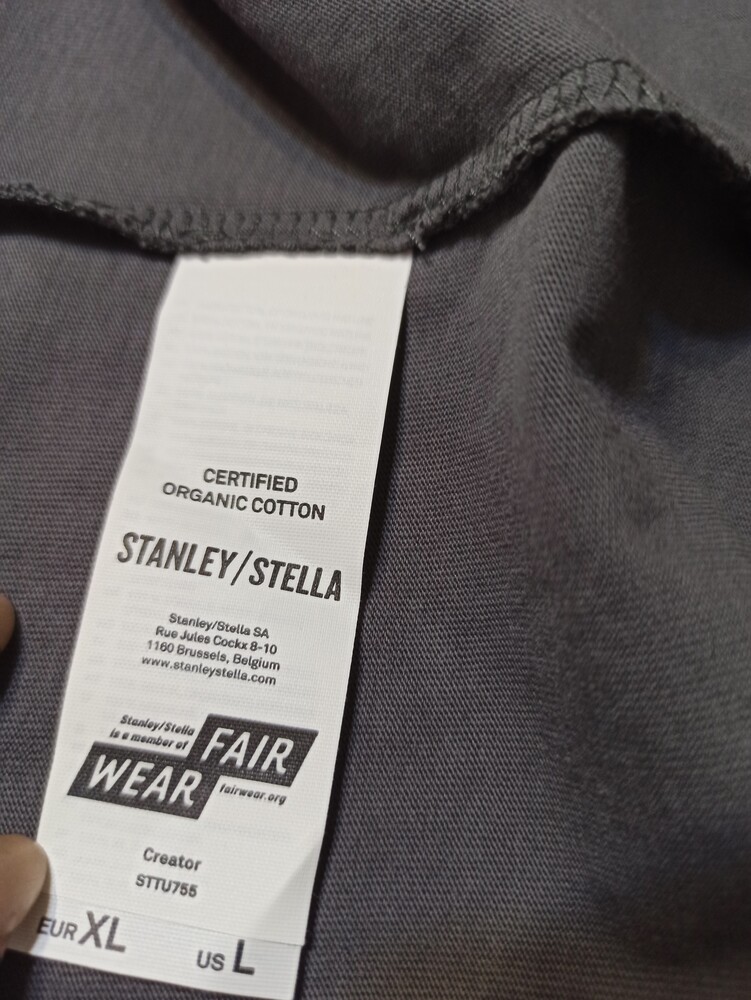 CERTIFIED
ORGANIC COTTON
STANLEY/STELLA
Stanley/Stella SA
Rue Jules Cockx 8-10
1160 Brussels, Belgium
www.stanleystella.com
Stanley/Stella
is a member of
FAIR
WEAR
fairwear.org
Creator
STTU755
EUR XL
US L